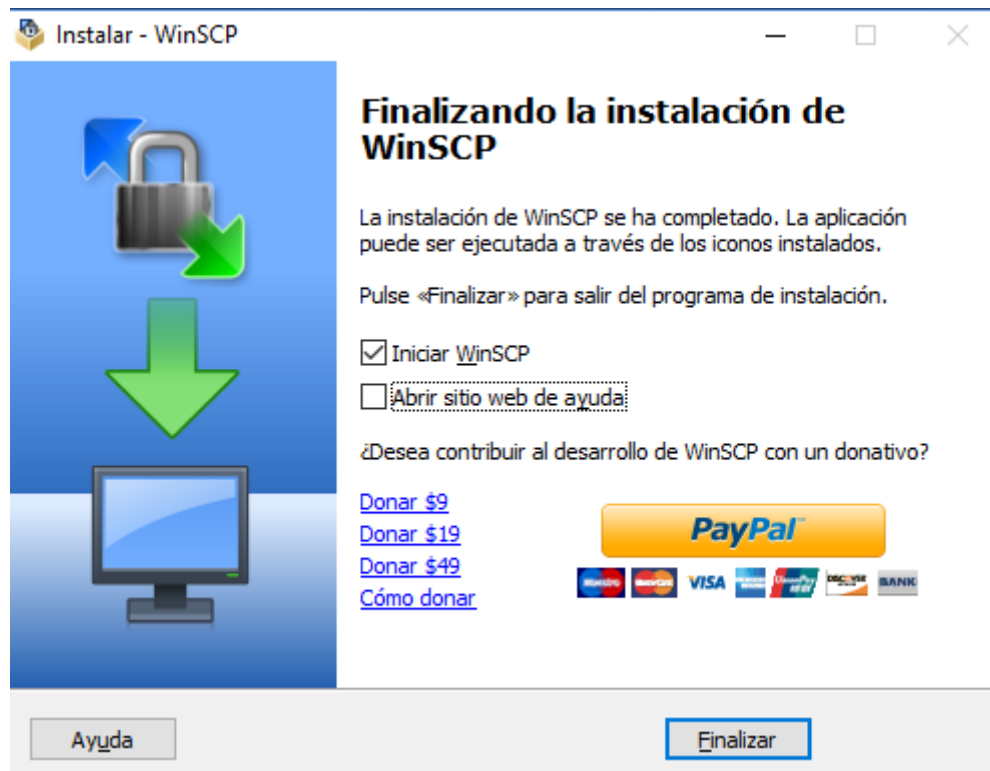 Instalar - WinSCP
Finalizando la instalación de
WinSCP
La instalación de WinSCP se ha completado. La aplicación
puede ser ejecutada a través de los iconos instalados.
Pulse «Finalizar» para salir del programa de instalación.
Iniciar WinSCP
Abrir sitio web de ayuda
¿Desea contribuir al desarrollo de WinSCP con un donativo?
Donar $9
Donar $19
Donar $49
Cómo donar
PayPal
Maestro MasterCard VISA DISCOVER BANK
Ayuda
Finalizar